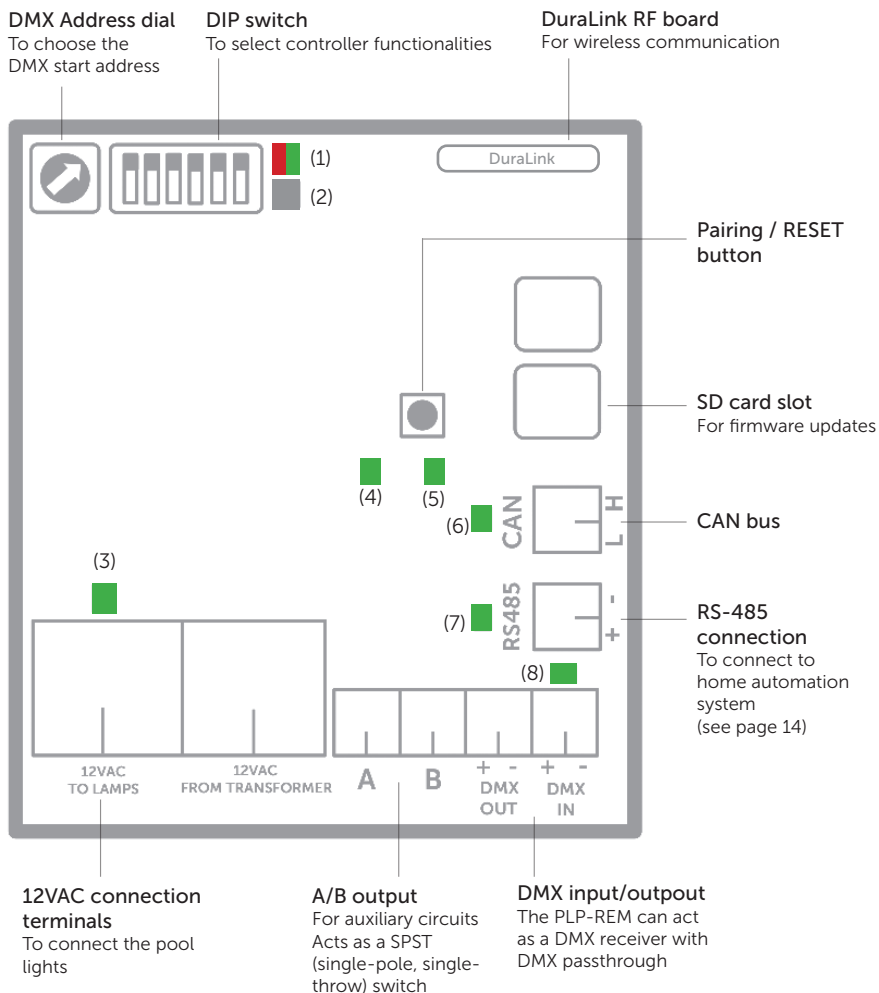 DMX Address dial
To choose the
DMX start address
DIP switch
To select controller functionalities
DuraLink RF board
For wireless communication
(1)
(2)
DuraLink
Pairing / RESET
button
SD card slot
For firmware updates
(4)
(5)
(6)
CAN
H
L
CAN bus
(3)
(7)
RS485
-
+
RS-485
connection
To connect to
home automation
system
(see page 14)
(8)
12VAC
TO LAMPS
12VAC
FROM TRANSFORMER
A
B
+ -
DMX
OUT
+ -
DMX
IN
12VAC connection
terminals
To connect the pool
lights
A/B output
For auxiliary circuits
Acts as a SPST
(single-pole, single-
throw) switch
DMX input/outpout
The PLP-REM can act
as a DMX receiver with
DMX passthrough